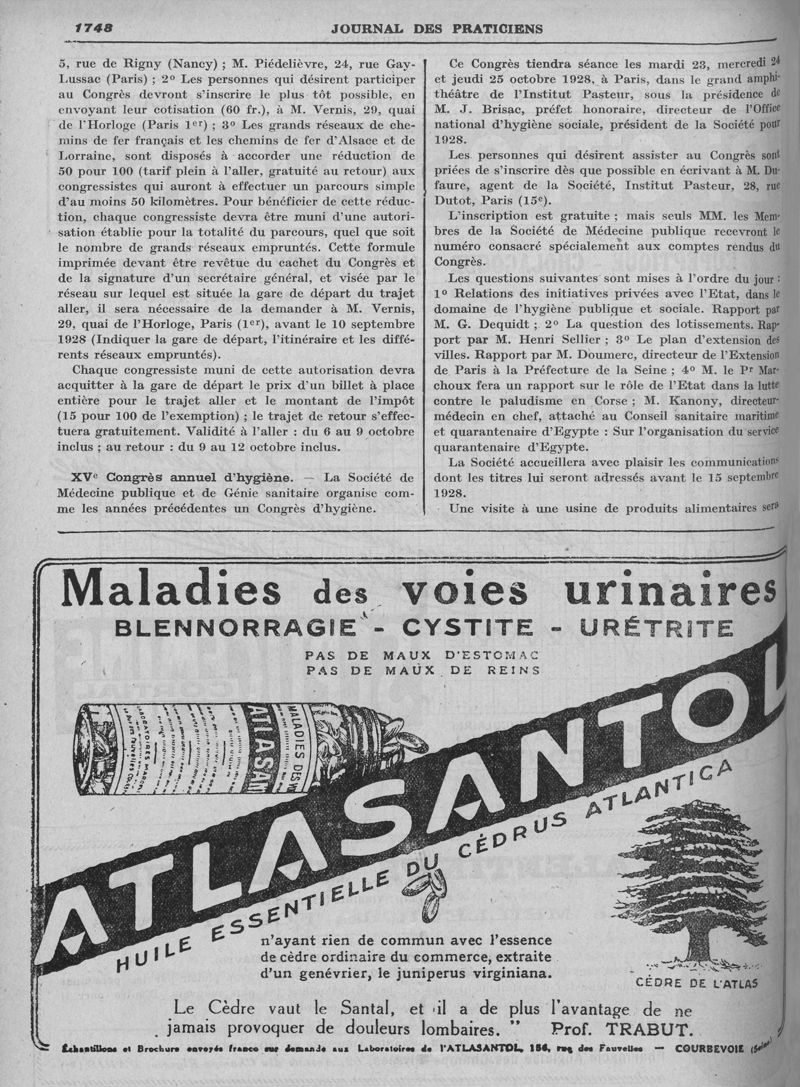 1748
JOURNAL DES PRATICIENS
5, rue de Rigny (Nancy) ; M. Piédelièvre, 24, rue Gay-
Lussac (Paris) ; 2º Les personnes qui désirent participer
au Congrès devront s'inscrire le plus tôt possible, en
envoyant leur cotisation (60 fr.), à M. Vernis, 29, quai
de l'Horloge (Paris 1er) ; 3º Les grands réseaux de che-
mins de fer français et les chemins de fer d'Alsace et de
Lorraine, sont disposés à accorder une réduction de
50 pour 100 (tarif plein à l'aller, gratuité au retour) aux
congressistes qui auront à effectuer un parcours simple
d'au moins 50 kilomètres. Pour bénéficier de cette réduc-
tion, chaque congressiste devra être muni d'une autori-
sation établie pour la totalité du parcours, quel que soit
le nombre de grands réseaux empruntés. Cette formule
imprimée devant être revêtue du cachet du Congrès et
de la signature d'un secrétaire général, et visée par le
réseau sur lequel est située la gare de départ du trajet
aller, il sera nécessaire de la demander à M. Vernis,
29, quai de l'Horloge, Paris (1er), avant le 10 septembre
1928 (Indiquer la gare de départ, l'itinéraire et les diffé-
rents réseaux empruntés).
Chaque congressiste muni de cette autorisation devra
acquitter à la gare de départ le prix d'un billet à place
entière pour le trajet aller et le montant de l'impôt
(15 pour 100 de l'exemption) ; le trajet de retour s'effec-
tuera gratuitement. Validité à l'aller : du 6 au 9 octobre
inclus ; au retour : du 9 au 12 octobre inclus.
XVe Congrès annuel d'hygiène. — La Société de
Médecine publique et de Génie sanitaire organise com-
me les années précédentes un Congrès d'hygiène.
Ce Congrès tiendra séance les mardi 23, mercredi 24
et jeudi 25 octobre 1928, à Paris, dans le grand amphi-
théâtre de l'Institut Pasteur, sous la présidence de
M. J. Brisac, préfet honoraire, directeur de l'Office
national d'hygiène sociale, président de la Société pour
1928.
Les personnes qui désirent assister au Congrès sont
priées de s'inscrire dès que possible en écrivant à M. Du-
faure, agent de la Société, Institut Pasteur, 28, rue
Dutot, Paris (15e).
L'inscription est gratuite ; mais seuls MM. les Mem-
bres de la Société de Médecine publique recevront le
numéro consacré spécialement aux comptes rendus du
Congrès.
Les questions suivantes sont mises à l'ordre du jour :
1º Relations des initiatives privées avec l'Etat, dans le
domaine de l'hygiène publique et sociale. Rapport par
M. G. Dequidt ; 2º La question des lotissements. Rap-
port par M. Henri Sellier ; 3º Le plan d'extension des
villes. Rapport par M. Doumerc, directeur de l'Extension
de Paris à la Préfecture de la Seine ; 4º M. le Pr Mar-
choux fera un rapport sur le rôle de l'Etat dans la lutte
contre le paludisme en Corse ; M. Kanony, directeur-
médecin en chef, attaché au Conseil sanitaire maritime
et quarantenaire d'Egypte : Sur l'organisation du service
quarantenaire d'Egypte.
La Société accueillera avec plaisir les communications
dont les titres lui seront adressés avant le 15 septembre
1928.
Une visite à une usine de produits alimentaires sera
Maladies des voies urinaires
BLENNORRAGIE - CYSTITE - URÉTRITE
PAS DE MAUX D'ESTOMAC
PAS DE MAUX DE REINS
MALADIES DES
ATLASAN
ATLASANTOL
HUILE ESSENTIELLE DU CÉDRUS ATLANTICA
n'ayant rien de commun avec l'essence
de cèdre ordinaire du commerce, extraite
d'un genévrier, le juniperus virginiana.
CÈDRE DE L'ATLAS
Le Cèdre vaut le Santal, et il a de plus l'avantage de ne
jamais provoquer de douleurs lombaires. " Prof. TRABUT.
Échantillons et Brochure envoyés franco sur demande aux Laboratoires de l'ATLASANTOL, 156, rue des Fauvelles — COURBEVOIE (Seine)